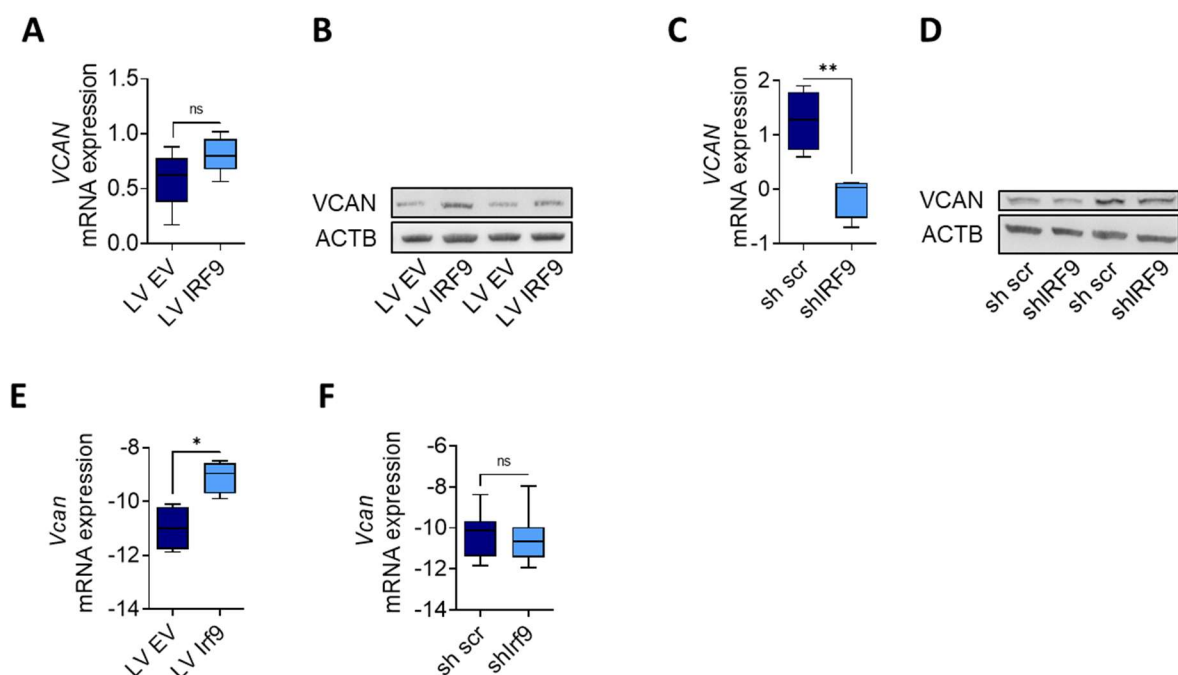 A
VCAN
mRNA expression
1.5
1.0
0.5
0.0
ns
LV EV
LV IRF9
B
VCAN
ACTB
LV EV
LV IRF9
LV EV
LV IRF9
C
VCAN
mRNA expression
2
1
0
-1
**
sh scr
shIRF9
D
VCAN
ACTB
sh scr
shIRF9
sh scr
shIRF9
E
Vcan
mRNA expression
-8
-10
-12
-14
*
LV EV
LV Irf9
F
Vcan
mRNA expression
-6
-8
-10
-12
-14
ns
sh scr
shIrf9